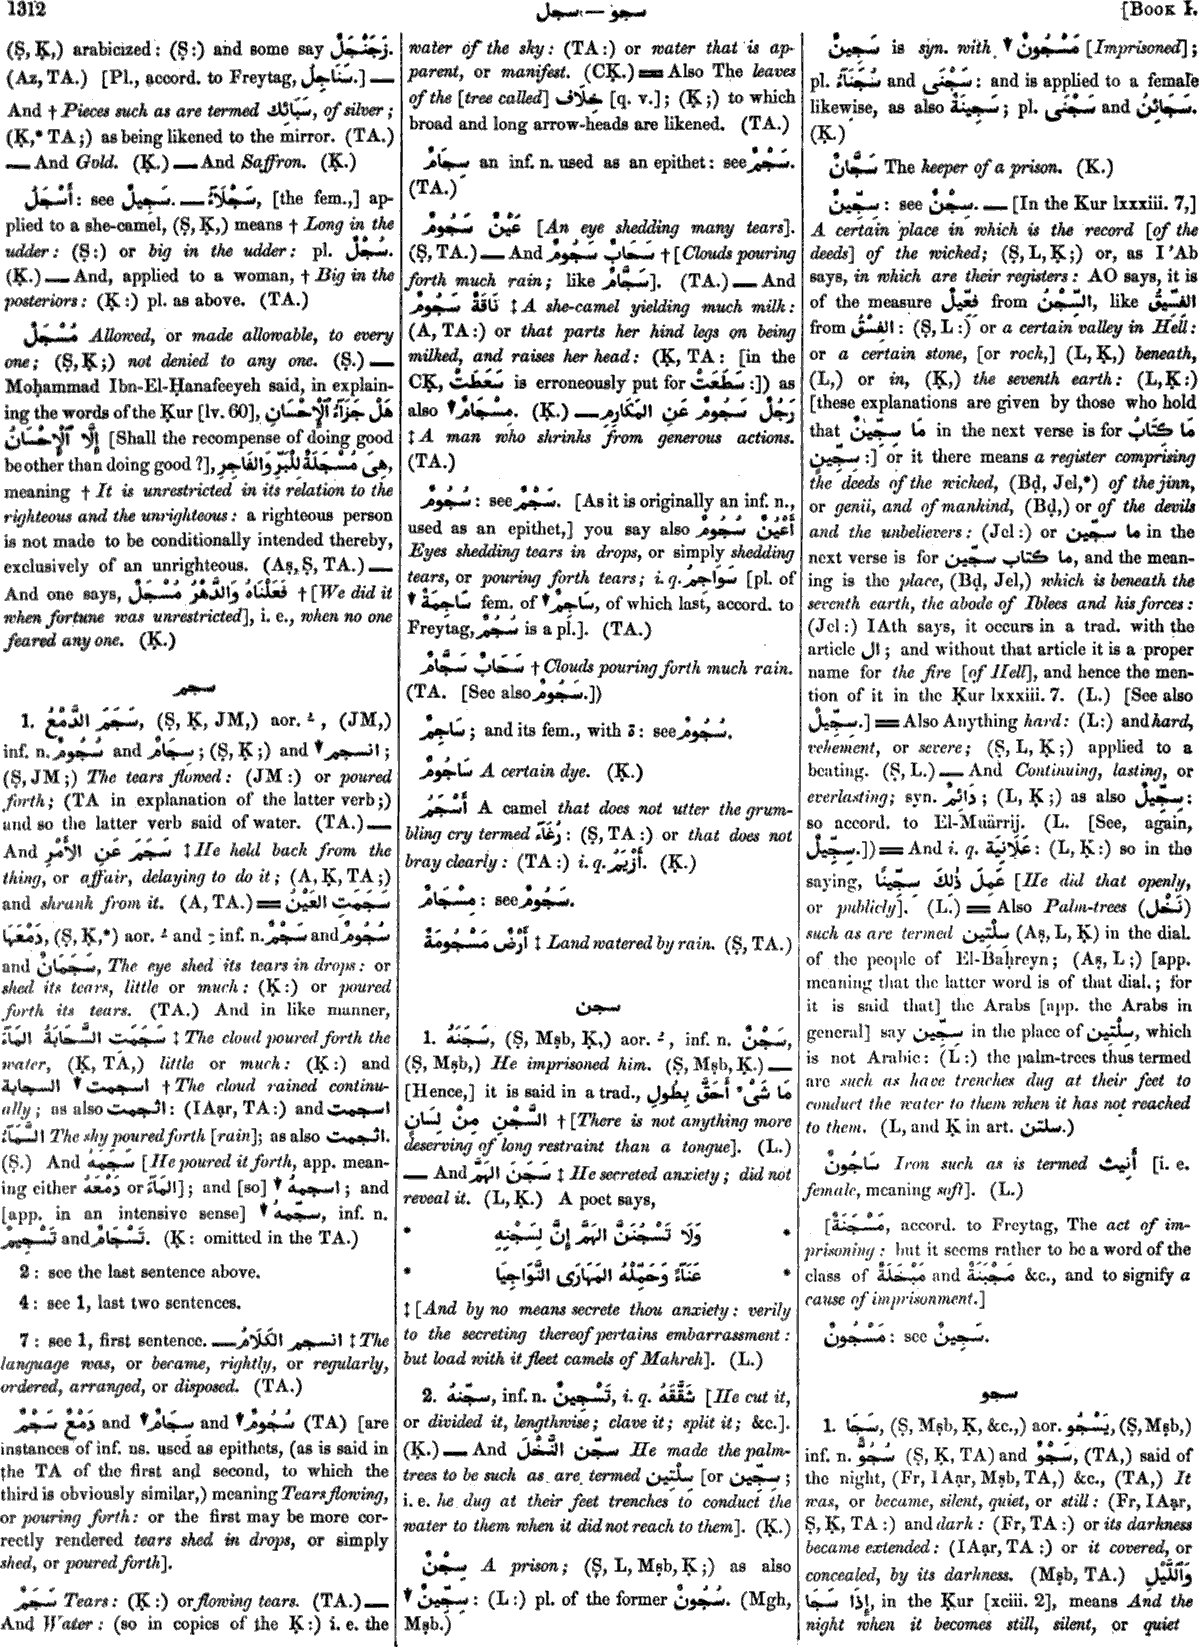 1312
سجو — سجل
[BOOK I.
(Ṣ, Ḳ,) arabicized: (Ṣ:) and some say زَجَنْجَلٌ.
(Az, TA.) [Pl., accord. to Freytag, سَنَاجِلُ.] —
And † Pieces such as are termed سَبَائِك, of silver;
(Ḳ,* TA;) as being likened to the mirror. (TA.)
— And Gold. (Ḳ.) — And Saffron. (Ḳ.)
أَسْجَلُ: see سَجِيلٌ. — سَجْلَآءُ, [the fem.,] ap-
plied to a she-camel, (Ṣ, Ḳ,) means † Long in the
udder: (Ṣ:) or big in the udder: pl. سُجْلٌ.
(Ḳ.) — And, applied to a woman, † Big in the
posteriors: (Ḳ:) pl. as above. (TA.)
مُسْجَلٌ Allowed, or made allowable, to every
one; (Ṣ, Ḳ;) not denied to any one. (Ṣ.) —
Moḥammad Ibn-El-Ḥanafeeyeh said, in explain-
ing the words of the Ḳur [lv. 60], هَلْ جَزَآءُ ٱلْإِحْسَانِ
إِلَّا ٱلْإِحْسَانُ [Shall the recompense of doing good
be other than doing good?], هِىَ مُسْجَلَةٌ لِلْبَرِّ وَالفَاجِرِ,
meaning † It is unrestricted in its relation to the
righteous and the unrighteous: a righteous person
is not made to be conditionally intended thereby,
exclusively of an unrighteous. (Aṣ, Ṣ, TA.) —
And one says, فَعَلْنَاهُ وَالدَّهْرُ مُسْجَلٌ † [We did it
when fortune was unrestricted], i. e., when no one
feared any one. (Ḳ.)
سجم
1. سَجَمَ الدَّمْعُ, (Ṣ, Ḳ, JM,) aor. ـُ, (JM,)
inf. n. سُجُومٌ and سِجَامٌ; (Ṣ, Ḳ;) and ▼ انسجم;
(Ṣ, JM;) The tears flowed: (JM:) or poured
forth; (TA in explanation of the latter verb;)
and so the latter verb said of water. (TA.) —
And سَجَمَ عَنِ الأَمْرِ ‡ He held back from the
thing, or affair, delaying to do it; (A, Ḳ, TA;)
and shrank from it. (A, TA.) = سَجَمَتِ العَيْنُ
دَمْعَهَا, (Ṣ, Ḳ,*) aor. ـُ and ـِ inf. n. سَجْمٌ and سُجُومٌ
and سَجَمَانٌ, The eye shed its tears in drops: or
shed its tears, little or much: (Ḳ:) or poured
forth its tears. (TA.) And in like manner,
سَجَمَتِ السَّحَابَةُ المَآءَ ‡ The cloud poured forth the
water, (Ḳ, TA,) little or much: (Ḳ:) and
اسجمت ▼ السحابة † The cloud rained continu-
ally; as also اثجمت: (IAạr, TA:) and اسجمت
السَّمَآءُ The sky poured forth [rain]; as also اثجمت.
(Ṣ.) And سَجَمَهُ [He poured it forth, app. mean-
ing either دَمْعَهُ or المَآءَ]; and [so] ▼ اسجمهُ; and
[app. in an intensive sense] ▼ سجّمهُ, inf. n.
تَسْجِيمٌ and تَسْجَامٌ. (Ḳ: omitted in the TA.)
2: see the last sentence above.
4: see 1, last two sentences.
7: see 1, first sentence. — انسجم الكَلَامُ ‡ The
language was, or became, rightly, or regularly,
ordered, arranged, or disposed. (TA.)
دَمْعٌ سَجْمٌ and ▼ سِجَامٌ and ▼ سُجُومٌ (TA) [are
instances of inf. ns. used as epithets, (as is said in
the TA of the first and second, to which the
third is obviously similar,) meaning Tears flowing,
or pouring forth: or the first may be more cor-
rectly rendered tears shed in drops, or simply
shed, or poured forth].
سَجَمٌ Tears: (Ḳ:) or flowing tears. (TA.) —
And Water: (so in copies of the Ḳ:) i. e. the
water of the sky: (TA:) or water that is ap-
parent, or manifest. (CḲ.) = Also The leaves
of the [tree called] خِلَاف [q. v.]; (Ḳ;) to which
broad and long arrow-heads are likened. (TA.)
سِجَامٌ an inf. n. used as an epithet: see سَجْمٌ.
(TA.)
عَيْنٌ سَجُومٌ [An eye shedding many tears].
(Ṣ, TA.) — And سَحَابٌ سَجُومٌ † [Clouds pouring
forth much rain; like سَجَّامٌ]. (TA.) — And
نَاقَةٌ سَجُومٌ ‡ A she-camel yielding much milk:
(A, TA:) or that parts her hind legs on being
milked, and raises her head: (Ḳ, TA: [in the
CḲ, سَعَطَتْ is erroneously put for سَطَعَتْ:]) as
also ▼ مِسْجَامٌ. (Ḳ.) — رَجُلٌ سَجُومٌ عَنِ المَكَارِمِ
‡ A man who shrinks from generous actions.
(TA.)
سُجُومٌ: see سَجْمٌ. [As it is originally an inf. n.,
used as an epithet,] you say also أَعْيُنٌ سُجُومٌ
Eyes shedding tears in drops, or simply shedding
tears, or pouring forth tears; i. q. سَوَاجِمُ [pl. of
▼ سَاجِمَةٌ fem. of ▼ سَاجِمٌ, of which last, accord. to
Freytag, سُجُمٌ is a pl.]. (TA.)
سَحَابٌ سَجَّامٌ † Clouds pouring forth much rain.
(TA. [See also سَجُومٌ.])
سَاجِمٌ; and its fem., with ة: see سُجُومٌ.
سَاجُومٌ A certain dye. (Ḳ.)
أَسْجَمُ A camel that does not utter the grum-
bling cry termed رُغَآء: (Ṣ, TA:) or that does not
bray clearly: (TA:) i. q. أَزْيَمُ. (Ḳ.)
مِسْجَامٌ: see سَجُومٌ.
أَرْضٌ مَسْجُومَةٌ ‡ Land watered by rain. (Ṣ, TA.)
سجن
1. سَجَنَهُ, (Ṣ, Mṣb, Ḳ,) aor. ـُ, inf. n. سَجْنٌ,
(Ṣ, Mṣb,) He imprisoned him. (Ṣ, Mṣb, Ḳ.) —
[Hence,] it is said in a trad., مَا شَىْءٌ أَحَقَّ بِطُولِ
السَّجْنِ مِنْ لِسَانٍ † [There is not anything more
deserving of long restraint than a tongue]. (L.)
— And سَجَنَ الهَمَّ ‡ He secreted anxiety; did not
reveal it. (L, Ḳ.) A poet says,
* وَلَا تَسْجُنَنَّ الهَمَّ إِنَّ لِسَجْنِهِ *
* عَنَآءً وَحَمِّلْهُ المَهَارَى النَّوَاجِيَا *
‡ [And by no means secrete thou anxiety: verily
to the secreting thereof pertains embarrassment:
but load with it fleet camels of Mahreh]. (L.)
2. سجّنهُ, inf. n. تَسْجِينٌ, i. q. شَقَّقَهُ [He cut it,
or divided it, lengthwise; clave it; split it; &c.].
(Ḳ.) — And سجّن النَّخْلَ He made the palm-
trees to be such as are termed سِلْتِين [or سِجِّين;
i. e. he dug at their feet trenches to conduct the
water to them when it did not reach to them]. (Ḳ.)
سِجْنٌ A prison; (Ṣ, L, Mṣb, Ḳ;) as also
▼ سِجِّينٌ: (L:) pl. of the former سُجُونٌ. (Mgh,
Mṣb.)
سَجِينٌ is syn. with ▼ مَسْجُونٌ [Imprisoned];
pl. سُجَنَآءُ and سَجْنَى: and is applied to a female
likewise, as also سَجِينَةٌ; pl. سَجْنَى and سَجَائِنُ.
(Ḳ.)
سَجَّانٌ The keeper of a prison. (K.)
سِجِّينٌ: see سِجْنٌ. — [In the Kur lxxxiii. 7,]
A certain place in which is the record [of the
deeds] of the wicked; (Ṣ, L, Ḳ;) or, as I 'Ab
says, in which are their registers: AO says, it is
of the measure فِعِّيلٌ from السِّجْنُ, like الفِسِّيقُ
from الفِسْقُ: (Ṣ, L:) or a certain valley in Hell:
or a certain stone, [or rock,] (L, Ḳ,) beneath,
(L,) or in, (Ḳ,) the seventh earth: (L, Ḳ:)
[these explanations are given by those who hold
that مَا سِجِّينٌ in the next verse is for مَا كِتَابُ
سِجِّينٍ:] or it there means a register comprising
the deeds of the wicked, (Bḍ, Jel,*) of the jinn,
or genii, and of mankind, (Bḍ,) or of the devils
and the unbelievers: (Jel:) or ما سجّين in the
next verse is for ما كتاب سجّين, and the mean-
ing is the place, (Bḍ, Jel,) which is beneath the
seventh earth, the abode of Iblees and his forces:
(Jel:) IAth says, it occurs in a trad. with the
article ال; and without that article it is a proper
name for the fire [of Hell], and hence the men-
tion of it in the Ḳur lxxxiii. 7. (L.) [See also
سِجِّيلٌ.] = Also Anything hard: (L:) and hard,
vehement, or severe; (Ṣ, L, Ḳ;) applied to a
beating. (Ṣ, L.) — And Continuing, lasting, or
everlasting; syn. دَائِمٌ; (L, Ḳ;) as also سِجِّيلٌ:
so accord. to El-Muärrij. (L. [See, again,
سِجِّيلٌ.]) = And i. q. عَلَانِيَة: (L, Ḳ:) so in the
saying, عَمِلَ ذٰلِكَ سِجِّينًا [He did that openly,
or publicly]. (L.) = Also Palm-trees (نَخْل)
such as are termed سِلْتِين (Aṣ, L, Ḳ) in the dial.
of the people of El-Baḥreyn; (Aṣ, L;) [app.
meaning that the latter word is of that dial.; for
it is said that] the Arabs [app. the Arabs in
general] say سِجِّين in the place of سِلْتِين, which
is not Arabic: (L:) the palm-trees thus termed
are such as have trenches dug at their feet to
conduct the water to them when it has not reached
to them. (L, and Ḳ in art. سلتن.)
سَاجُونٌ Iron such as is termed أَنِيث [i. e.
female, meaning soft]. (L.)
[مَسْجَنَةٌ, accord. to Freytag, The act of im-
prisoning: but it seems rather to be a word of the
class of مَبْخَلَةٌ and مَجْبَنَةٌ &c., and to signify a
cause of imprisonment.]
مَسْجُونٌ: see سَجِينٌ.
سجو
1. سَجَا, (Ṣ, Mṣb, Ḳ, &c.,) aor. يَسْجُو, (Ṣ, Mṣb,)
inf. n. سُجُوٌّ (Ṣ, Ḳ, TA) and سَجْوٌ, (TA,) said of
the night, (Fr, IAạr, Mṣb, TA,) &c., (TA,) It
was, or became, silent, quiet, or still: (Fr, IAạr,
Ṣ, Ḳ, TA:) and dark: (Fr, TA:) or its darkness
became extended: (IAạr, TA:) or it covered, or
concealed, by its darkness. (Mṣb, TA.) وَٱللَّيْلِ
إِذَا سَجَا, in the Ḳur [xciii. 2], means And the
night when it becomes still, silent, or quiet